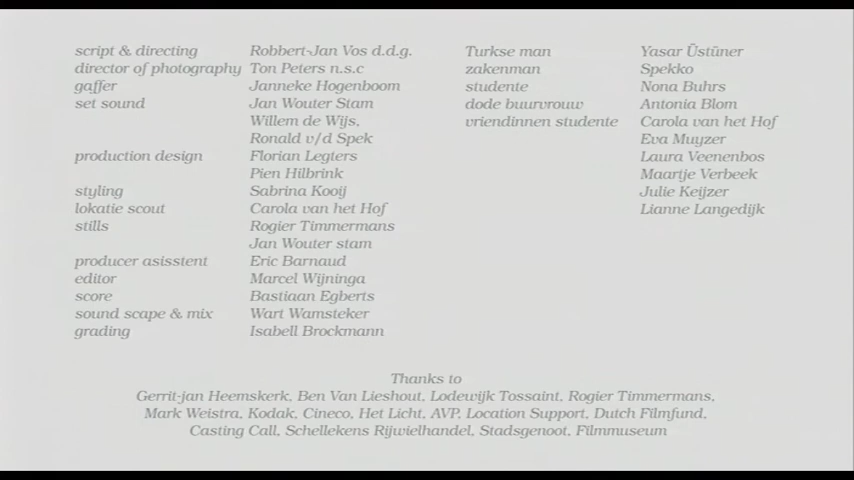 script & directing Robbert-Jan Vos d.d.g.
director of photography Ton Peters n.s.c
gaffer Janneke Hogenboom
set sound Jan Wouter Stam
Willem de Wijs,
Ronald v/d Spek
production design Florian Legters
Pien Hilbrink
styling Sabrina Kooij
lokatie scout Carola van het Hof
stills Rogier Timmermans
Jan Wouter stam
producer asisstent Eric Barnaud
editor Marcel Wijninga
score Bastiaan Egberts
sound scape & mix Wart Wamsteker
grading Isabell Brockmann
Turkse man Yasar Üstüner
zakenman Spekko
studente Nona Buhrs
dode buurvrouw Antonia Blom
vriendinnen studente Carola van het Hof
Eva Muyzer
Laura Veenenbos
Maartje Verbeek
Julie Keijzer
Lianne Langedijk
Thanks to
Gerrit-jan Heemskerk, Ben Van Lieshout, Lodewijk Tossaint, Rogier Timmermans,
Mark Weistra, Kodak, Cineco, Het Licht, AVP, Location Support, Dutch Filmfund,
Casting Call, Schellekens Rijwielhandel, Stadsgenoot, Filmmuseum